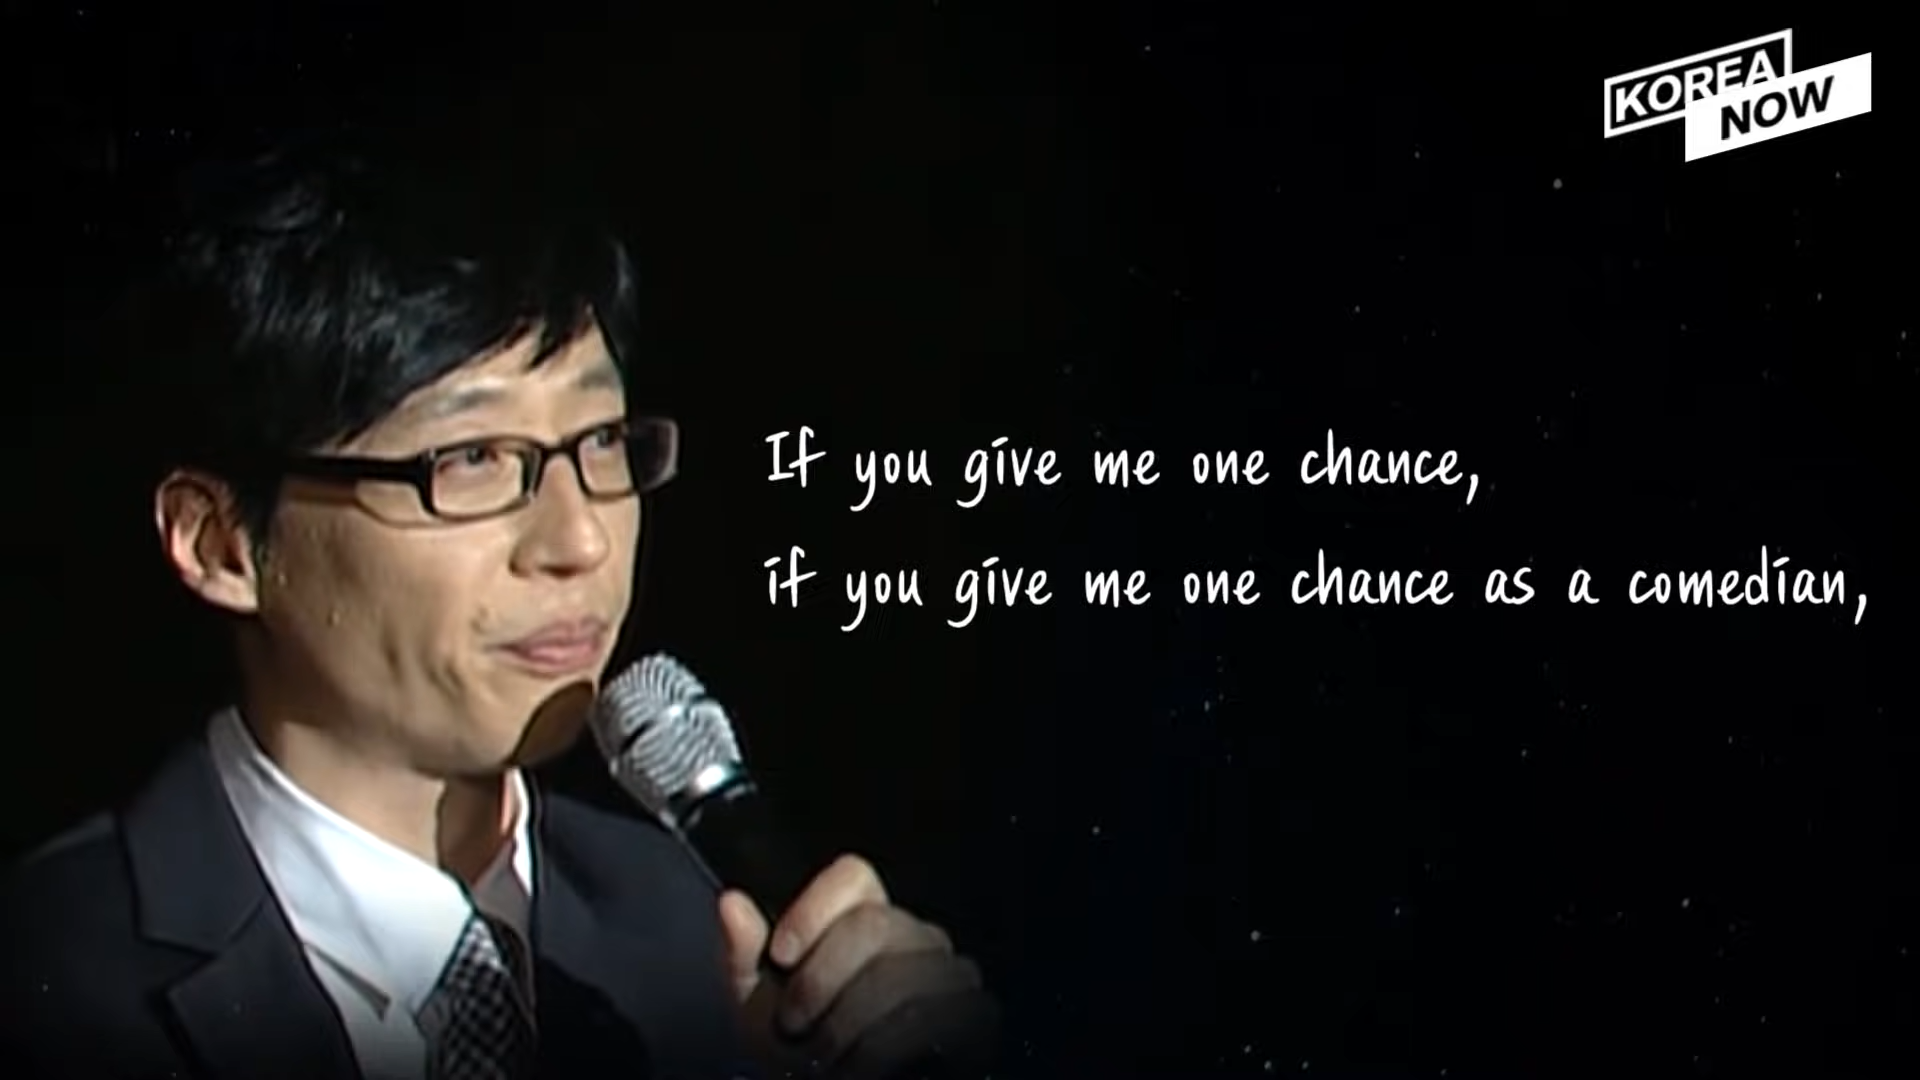 KOREA
NOW
If you give me one chance,
if you give me one chance as a comedian,